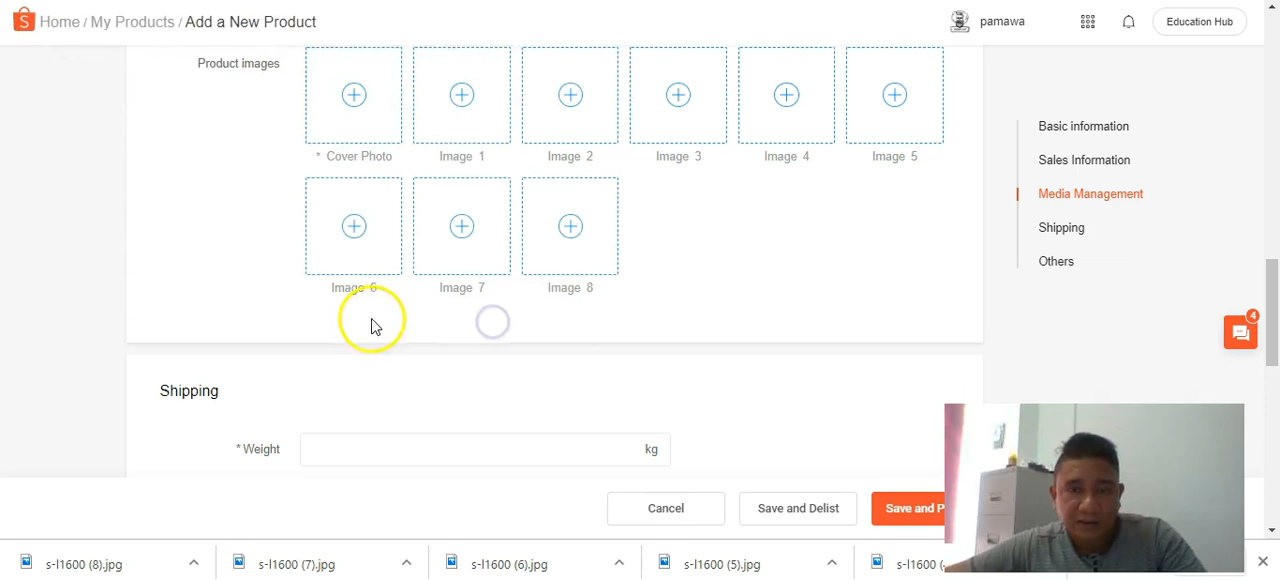 Home / My Products / Add a New Product
pamawa
Education Hub
Product images
* Cover Photo
Image 1
Image 2
Image 3
Image 4
Image 5
Image 6
Image 7
Image 8
Basic information
Sales Information
Media Management
Shipping
Others
4
Shipping
* Weight
kg
Cancel
Save and Delist
Save and P
s-l1600 (8).jpg
s-l1600 (7).jpg
s-l1600 (6).jpg
s-l1600 (5).jpg
s-l1600 (